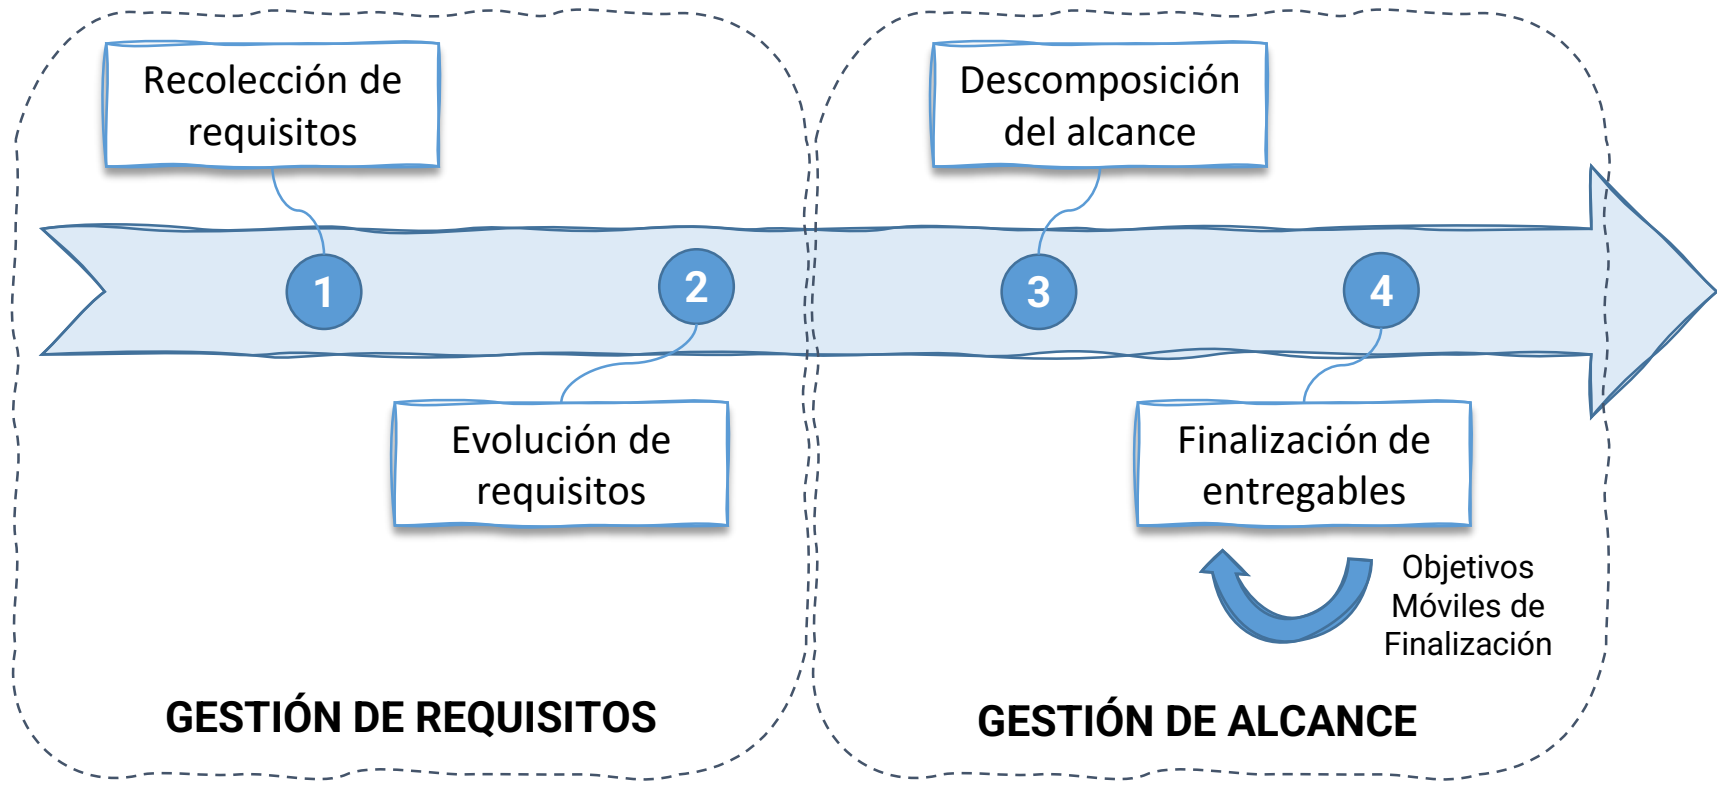 Recolección de
requisitos
Descomposición
del alcance
1
2
3
4
Evolución de
requisitos
Finalización de
entregables
Objetivos
Móviles de
Finalización
GESTIÓN DE REQUISITOS
GESTIÓN DE ALCANCE